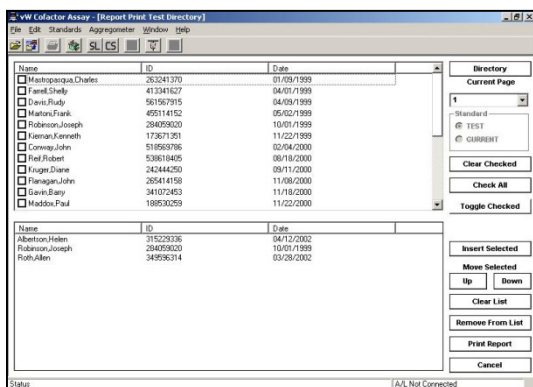 vW Cofactor Assay - [Report Print Test Directory]
File Edit Standards Aggregometer Window Help
SL CS
Name ID Date
Mastropasqua,Charles 263241370 01/09/1999
Farrell,Shelly 413341627 04/01/1999
Davis,Rudy 561567915 04/09/1999
Martoni,Frank 455114152 05/02/1999
Robinson,Joseph 284059020 10/01/1999
Kiernan,Kenneth 173671351 11/22/1999
Conway,John 518569786 02/04/2000
Reif,Robert 538618405 08/18/2000
Kruger,Diane 242444250 09/11/2000
Flanagan,John 265414158 11/08/2000
Gavin,Barry 341072453 11/18/2000
Maddox,Paul 188530259 11/22/2000
Directory
Current Page
1
Standard
TEST
CURRENT
Clear Checked
Check All
Toggle Checked
Name ID Date
Albertson,Helen 315229336 04/12/2002
Robinson,Joseph 284059020 10/01/1999
Roth,Allen 349596314 03/28/2002
Insert Selected
Move Selected
Up Down
Clear List
Remove From List
Print Report
Cancel
Status A/L Not Connected